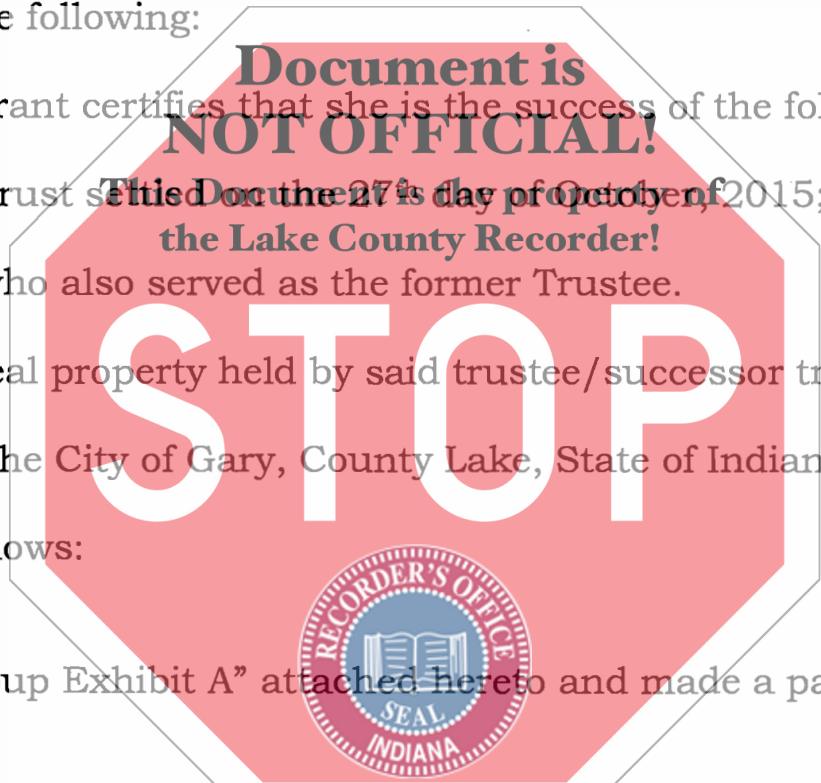 e following:
Document is
rant certifies that she is the success of the fol
NOT OFFICIAL!
rust settled on the 27th day of October, 2015;
This Document is the property of
the Lake County Recorder!
ho also served as the former Trustee.
STOP
eal property held by said trustee/successor tr
he City of Gary, County Lake, State of Indian
ows:
RECORDER'S OFFICE
up Exhibit A” attached hereto and made a pa
SEAL
INDIANA